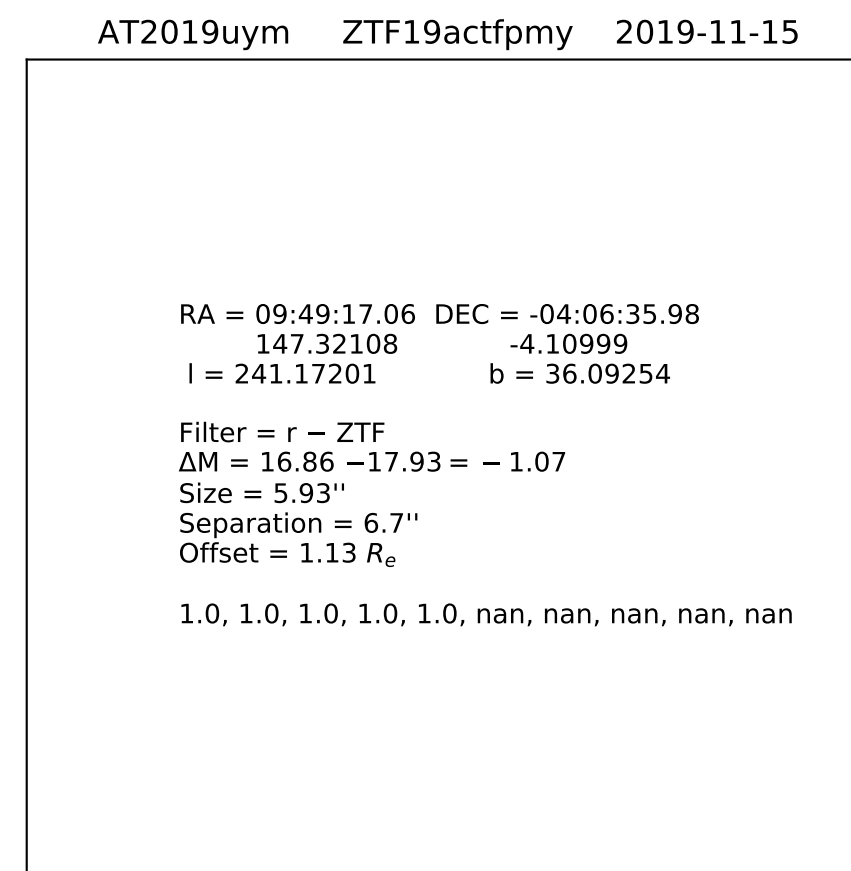 AT2019uym ZTF19actfpmy 2019-11-15
RA = 09:49:17.06 DEC = -04:06:35.98
147.32108 -4.10999
l = 241.17201 b = 36.09254
Filter = r − ZTF
ΔM = 16.86 −17.93 = − 1.07
Size = 5.93''
Separation = 6.7''
Offset = 1.13 Rₑ
1.0, 1.0, 1.0, 1.0, 1.0, nan, nan, nan, nan, nan